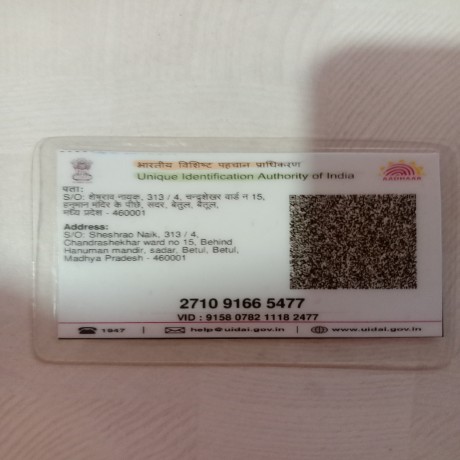 भारतीय विशिष्ट पहचान प्राधिकरण
Unique Identification Authority of India
AADHAAR
पता:
S/O: शेषराव नायक, 313 / 4, चन्द्रशेखर वार्ड न 15,
हनुमान मंदिर के पीछे, सदर, बेतुल, बेतुल,
मध्य प्रदेश - 460001
Address:
S/O: Sheshrao Naik, 313 / 4,
Chandrashekhar ward no 15, Behind
Hanuman mandir, sadar, Betul, Betul,
Madhya Pradesh - 460001
2710 9166 5477
VID : 9158 0782 1118 2477
1947 | help@uidai.gov.in | www.uidai.gov.in